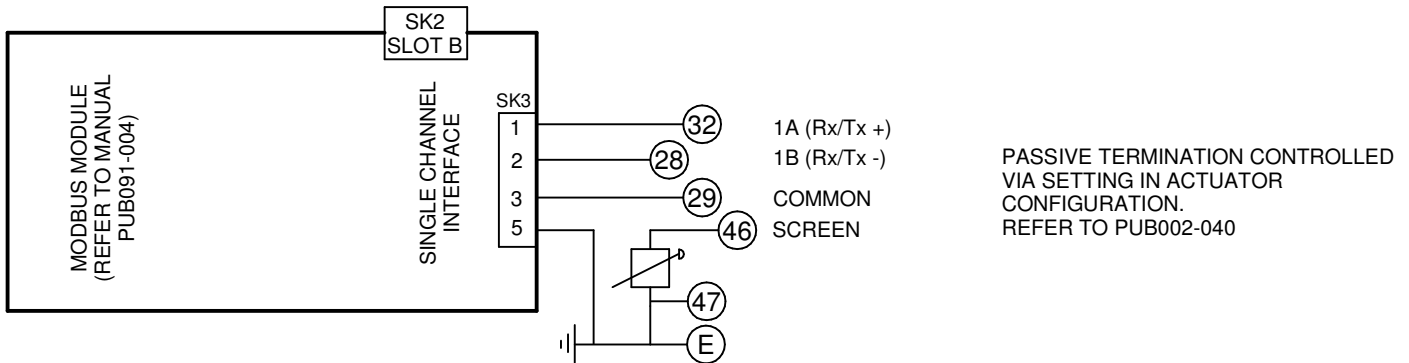 SK2
SLOT B
MODBUS MODULE
(REFER TO MANUAL
PUB091-004)
SINGLE CHANNEL
INTERFACE
SK3
1
32
1A (Rx/Tx +)
2
28
1B (Rx/Tx -)
3
29
COMMON
5
46
SCREEN
47
E
PASSIVE TERMINATION CONTROLLED
VIA SETTING IN ACTUATOR
CONFIGURATION.
REFER TO PUB002-040